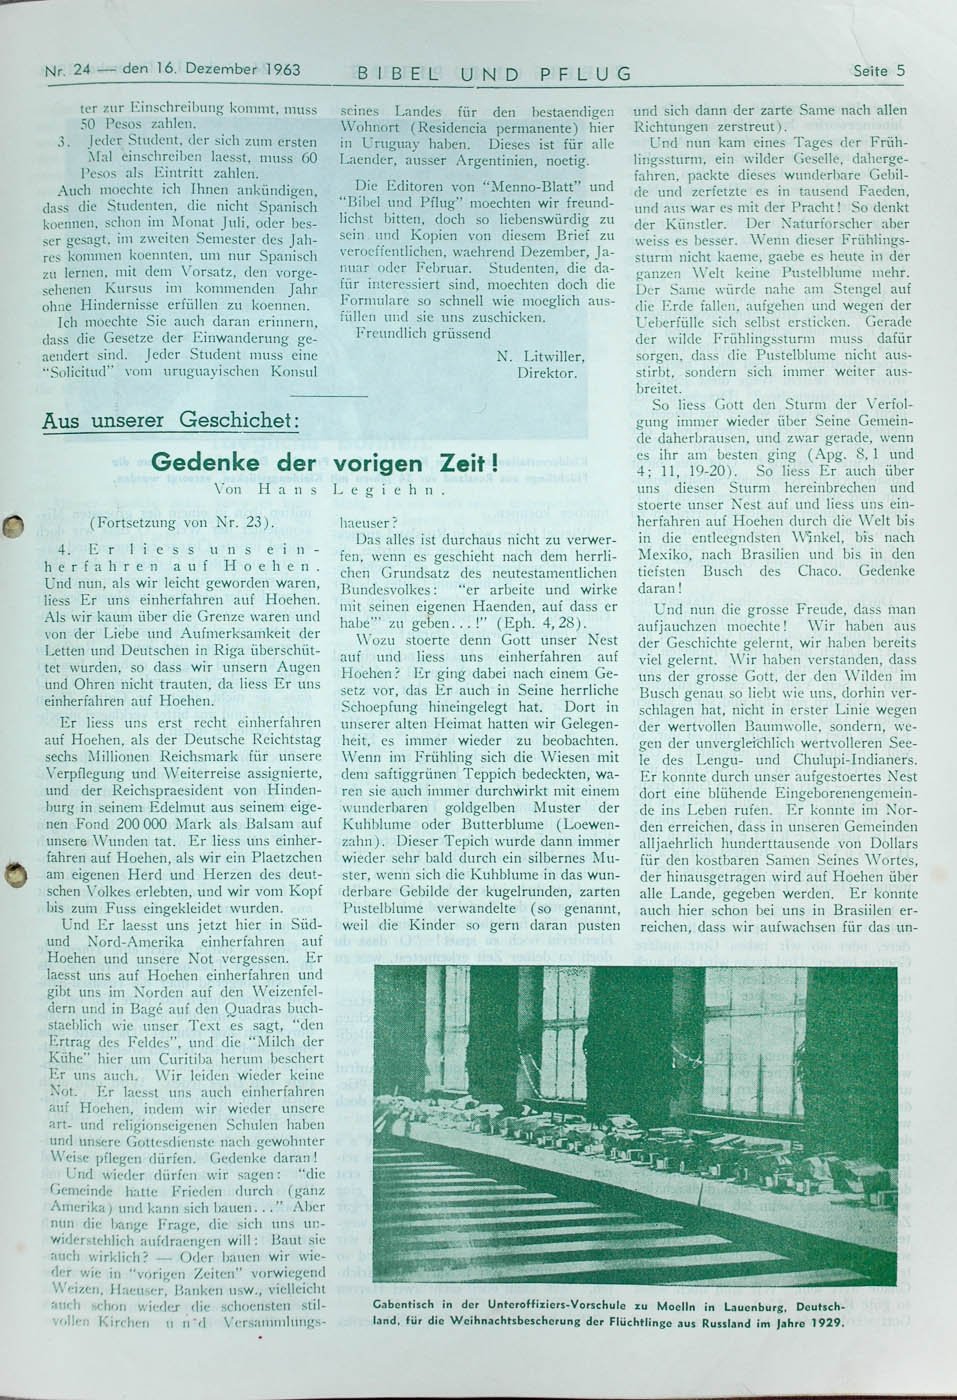 Nr. 24 — den 16. Dezember 1963 BIBEL UND PFLUG Seite 5
ter zur Einschreibung kommt, muss
50 Pesos zahlen.
3. Jeder Student, der sich zum ersten
Mal einschreiben laesst, muss 60
Pesos als Eintritt zahlen.
Auch moechte ich Ihnen ankündigen,
dass die Studenten, die nicht Spanisch
koennen, schon im Monat Juli, oder bes-
ser gesagt, im zweiten Semester des Jah-
res kommen koennten, um nur Spanisch
zu lernen, mit dem Vorsatz, den vorge-
sehenen Kursus im kommenden Jahr
ohne Hindernisse erfüllen zu koennen.
Ich moechte Sie auch daran erinnern,
dass die Gesetze der Einwanderung ge-
aendert sind. Jeder Student muss eine
“Solicitud” vom uruguayischen Konsul
seines Landes für den bestaendigen
Wohnort (Residencia permanente) hier
in Uruguay haben. Dieses ist für alle
Laender, ausser Argentinien, noetig.
Die Editoren von “Menno-Blatt” und
“Bibel und Pflug” moechten wir freund-
lichst bitten, doch so liebenswürdig zu
sein und Kopien von diesem Brief zu
veroeffentlichen, waehrend Dezember, Ja-
nuar oder Februar. Studenten, die da-
für interessiert sind, moechten doch die
Formulare so schnell wie moeglich aus-
füllen und sie uns zuschicken.
Freundlich grüssend
N. Litwiller,
Direktor.
Aus unserer Geschichet:
Gedenke der vorigen Zeit!
Von Hans Legiehn.
(Fortsetzung von Nr. 23).
4. Er liess uns ein-
herfahren auf Hoehen.
Und nun, als wir leicht geworden waren,
liess Er uns einherfahren auf Hoehen.
Als wir kaum über die Grenze waren und
von der Liebe und Aufmerksamkeit der
Letten und Deutschen in Riga überschüt-
tet wurden, so dass wir unsern Augen
und Ohren nicht trauten, da liess Er uns
einherfahren auf Hoehen.
Er liess uns erst recht einherfahren
auf Hoehen, als der Deutsche Reichstag
sechs Millionen Reichsmark für unsere
Verpflegung und Weiterreise assignierte,
und der Reichspraesident von Hinden-
burg in seinem Edelmut aus seinem eige-
nen Fond 200 000 Mark als Balsam auf
unsere Wunden tat. Er liess uns einher-
fahren auf Hoehen, als wir ein Plaetzchen
am eigenen Herd und Herzen des deut-
schen Volkes erlebten, und wir vom Kopf
bis zum Fuss eingekleidet wurden.
Und Er laesst uns jetzt hier in Süd-
und Nord-Amerika einherfahren auf
Hoehen und unsere Not vergessen. Er
laesst uns auf Hoehen einherfahren und
gibt uns im Norden auf den Weizenfel-
dern und in Bagé auf den Quadras buch-
staeblich wie unser Text es sagt, “den
Ertrag des Feldes”, und die “Milch der
Kühe” hier um Curitiba herum beschert
Er uns auch. Wir leiden wieder keine
Not. Er laesst uns auch einherfahren
auf Hoehen, indem wir wieder unsere
art- und religionseigenen Schulen haben
und unsere Gottesdienste nach gewohnter
Weise pflegen dürfen. Gedenke daran!
Und wieder dürfen wir sagen: “die
Gemeinde hatte Frieden durch (ganz
Amerika) und kann sich bauen...” Aber
nun die bange Frage, die sich uns un-
widerstehlich aufdraengen will: Baut sie
auch wirklich? — Oder bauen wir wie-
der wie in “vorigen Zeiten” vorwiegend
Weizen, Haeuser, Banken usw., vielleicht
auch schon wieder die schoensten stil-
vollen Kirchen u n d Versammlungs-
haeuser?
Das alles ist durchaus nicht zu verwer-
fen, wenn es geschieht nach dem herrli-
chen Grundsatz des neutestamentlichen
Bundesvolkes: “er arbeite und wirke
mit seinen eigenen Haenden, auf dass er
habe”’ zu geben...!” (Eph. 4, 28).
Wozu stoerte denn Gott unser Nest
auf und liess uns einherfahren auf
Hoehen? Er ging dabei nach einem Ge-
setz vor, das Er auch in Seine herrliche
Schoepfung hineingelegt hat. Dort in
unserer alten Heimat hatten wir Gelegen-
heit, es immer wieder zu beobachten.
Wenn im Frühling sich die Wiesen mit
dem saftiggrünen Teppich bedeckten, wa-
ren sie auch immer durchwirkt mit einem
wunderbaren goldgelben Muster der
Kuhblume oder Butterblume (Loewen-
zahn). Dieser Tepich wurde dann immer
wieder sehr bald durch ein silbernes Mu-
ster, wenn sich die Kuhblume in das wun-
derbare Gebilde der kugelrunden, zarten
Pustelblume verwandelte (so genannt,
weil die Kinder so gern daran pusten
und sich dann der zarte Same nach allen
Richtungen zerstreut).
Und nun kam eines Tages der Früh-
lingssturm, ein wilder Geselle, daherge-
fahren, packte dieses wunderbare Gebil-
de und zerfetzte es in tausend Faeden,
und aus war es mit der Pracht! So denkt
der Künstler. Der Naturforscher aber
weiss es besser. Wenn dieser Frühlings-
sturm nicht kaeme, gaebe es heute in der
ganzen Welt keine Pustelblume mehr.
Der Same würde nahe am Stengel auf
die Erde fallen, aufgehen und wegen der
Ueberfülle sich selbst ersticken. Gerade
der wilde Frühlingssturm muss dafür
sorgen, dass die Pustelblume nicht aus-
stirbt, sondern sich immer weiter aus-
breitet.
So liess Gott den Sturm der Verfol-
gung immer wieder über Seine Gemein-
de daherbrausen, und zwar gerade, wenn
es ihr am besten ging (Apg. 8, 1 und
4; 11, 19-20). So liess Er auch über
uns diesen Sturm hereinbrechen und
stoerte unser Nest auf und liess uns ein-
herfahren auf Hoehen durch die Welt bis
in die entleegndsten Winkel, bis nach
Mexiko, nach Brasilien und bis in den
tiefsten Busch des Chaco. Gedenke
daran!
Und nun die grosse Freude, dass man
aufjauchzen moechte! Wir haben aus
der Geschichte gelernt, wir haben bereits
viel gelernt. Wir haben verstanden, dass
uns der grosse Gott, der den Wilden im
Busch genau so liebt wie uns, dorhin ver-
schlagen hat, nicht in erster Linie wegen
der wertvollen Baumwolle, sondern, we-
gen der unvergleichlich wertvolleren See-
le des Lengu- und Chulupi-Indianers.
Er konnte durch unser aufgestoertes Nest
dort eine blühende Eingeborenengemein-
de ins Leben rufen. Er konnte im Nor-
den erreichen, dass in unseren Gemeinden
alljaehrlich hunderttausende von Dollars
für den kostbaren Samen Seines Wortes,
der hinausgetragen wird auf Hoehen über
alle Lande, gegeben werden. Er konnte
auch hier schon bei uns in Brasiilen er-
reichen, dass wir aufwachsen für das un-
Gabentisch in der Unteroffiziers-Vorschule zu Moelln in Lauenburg, Deutsch-
land, für die Weihnachtsbescherung der Flüchtlinge aus Russland im Jahre 1929.